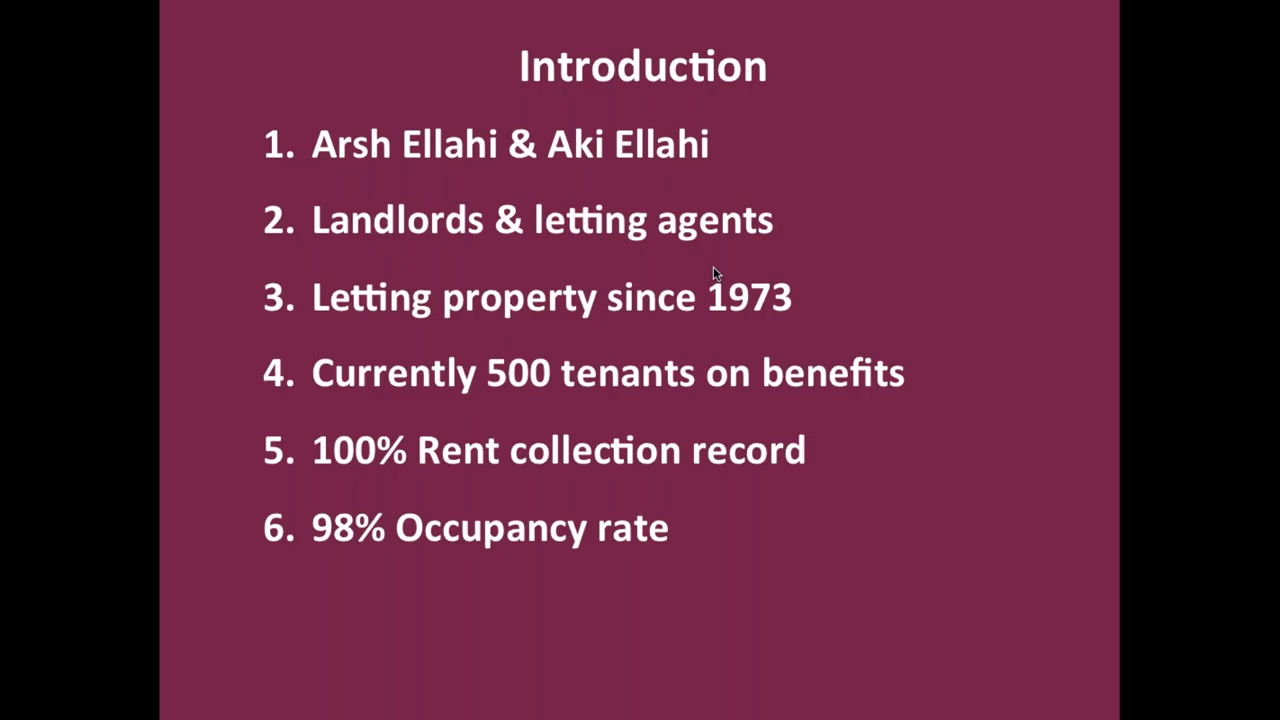 Introduction
1. Arsh Ellahi & Aki Ellahi
2. Landlords & letting agents
3. Letting property since 1973
4. Currently 500 tenants on benefits
5. 100% Rent collection record
6. 98% Occupancy rate